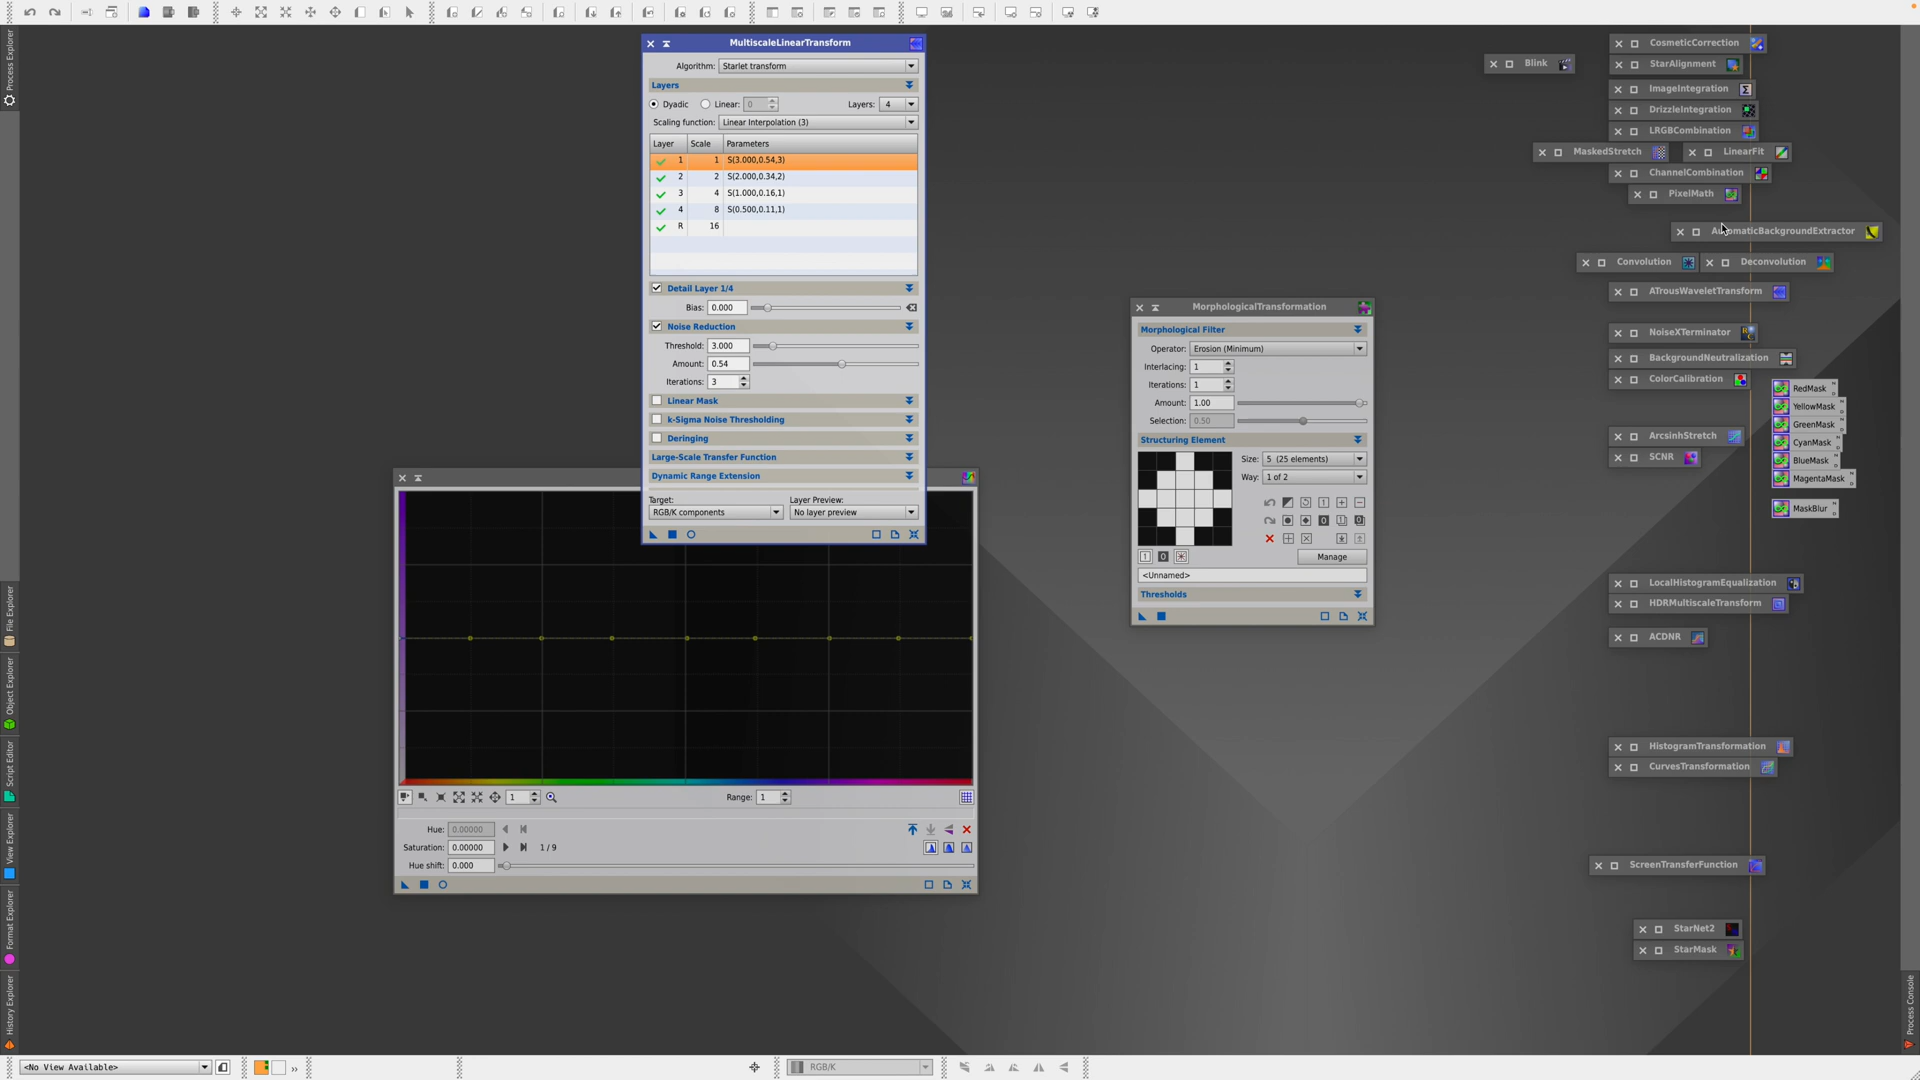 Process Explorer
File Explorer
Object Explorer
Script Editor
View Explorer
Format Explorer
History Explorer
MultiscaleLinearTransform
Algorithm: Starlet transform
Layers
Dyadic Linear: 0 Layers: 4
Scaling function: Linear Interpolation (3)
Layer Scale Parameters
1 1 S(3.000,0.54,3)
2 2 S(2.000,0.34,2)
3 4 S(1.000,0.16,1)
4 8 S(0.500,0.11,1)
R 16
Detail Layer 1/4
Bias: 0.000
Noise Reduction
Threshold: 3.000
Amount: 0.54
Iterations: 3
Linear Mask
k-Sigma Noise Thresholding
Deringing
Large-Scale Transfer Function
Dynamic Range Extension
Target: Layer Preview:
RGB/K components No layer preview
1 Range: 1
Hue: 0.00000
Saturation: 0.00000 1 / 9
Hue shift: 0.000
MorphologicalTransformation
Morphological Filter
Operator: Erosion (Minimum)
Interlacing: 1
Iterations: 1
Amount: 1.00
Selection: 0.50
Structuring Element
Size: 5 (25 elements)
Way: 1 of 2
Manage
<Unnamed>
Thresholds
Blink
CosmeticCorrection
StarAlignment
ImageIntegration
DrizzleIntegration
LRGBCombination
MaskedStretch LinearFit
ChannelCombination
PixelMath
AutomaticBackgroundExtractor
Convolution Deconvolution
ATrousWaveletTransform
NoiseXTerminator
BackgroundNeutralization
ColorCalibration
RedMask
YellowMask
GreenMask
CyanMask
BlueMask
MagentaMask
MaskBlur
ArcsinhStretch
SCNR
LocalHistogramEqualization
HDRMultiscaleTransform
ACDNR
HistogramTransformation
CurvesTransformation
ScreenTransferFunction
StarNet2
StarMask
Process Console
<No View Available> RGB/K